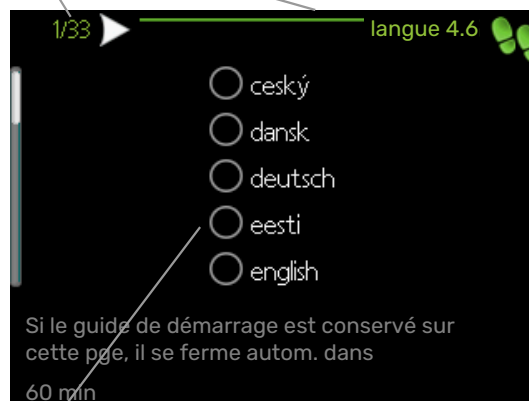 1/33
langue 4.6
ceský
dansk
deutsch
eesti
english
Si le guide de démarrage est conservé sur
cette pge, il se ferme autom. dans
60 min